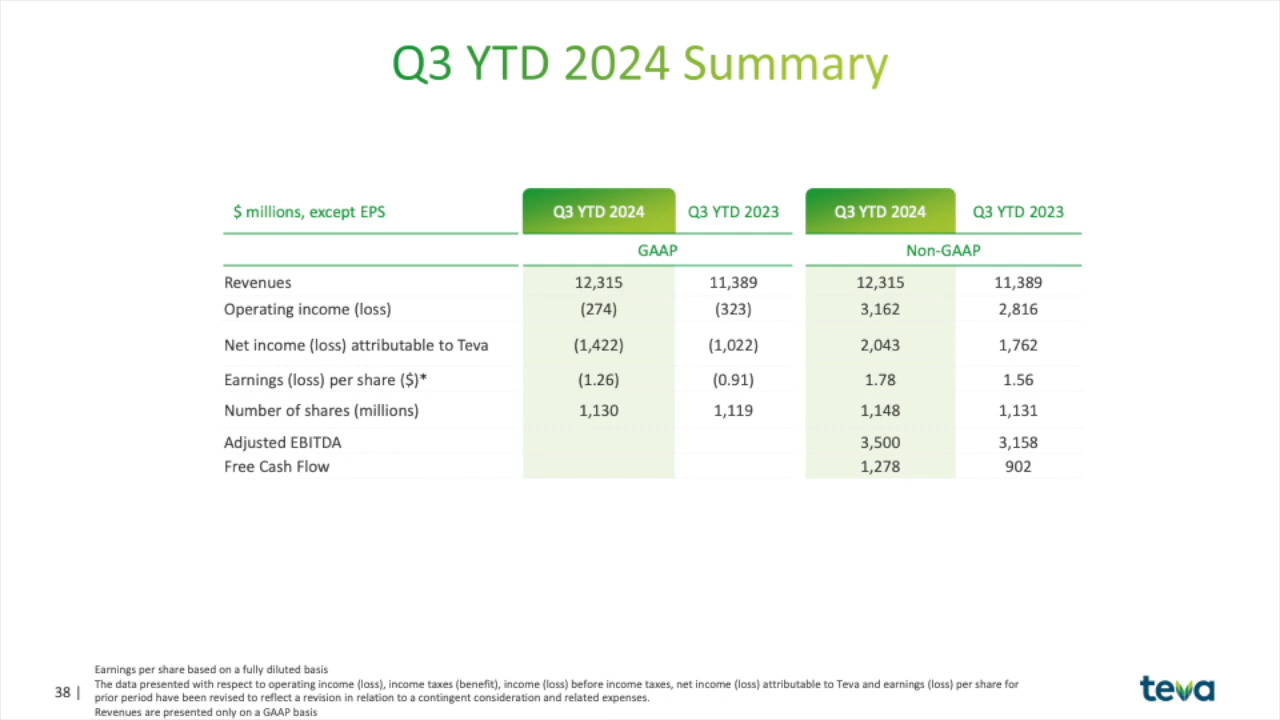 Q3 YTD 2024 Summary
$ millions, except EPS Q3 YTD 2024 Q3 YTD 2023 Q3 YTD 2024 Q3 YTD 2023
GAAP Non-GAAP
Revenues 12,315 11,389 12,315 11,389
Operating income (loss) (274) (323) 3,162 2,816
Net income (loss) attributable to Teva (1,422) (1,022) 2,043 1,762
Earnings (loss) per share ($)* (1.26) (0.91) 1.78 1.56
Number of shares (millions) 1,130 1,119 1,148 1,131
Adjusted EBITDA 3,500 3,158
Free Cash Flow 1,278 902
Earnings per share based on a fully diluted basis
The data presented with respect to operating income (loss), income taxes (benefit), income (loss) before income taxes, net income (loss) attributable to Teva and earnings (loss) per share for
prior period have been revised to reflect a revision in relation to a contingent consideration and related expenses.
Revenues are presented only on a GAAP basis
38 |
teva